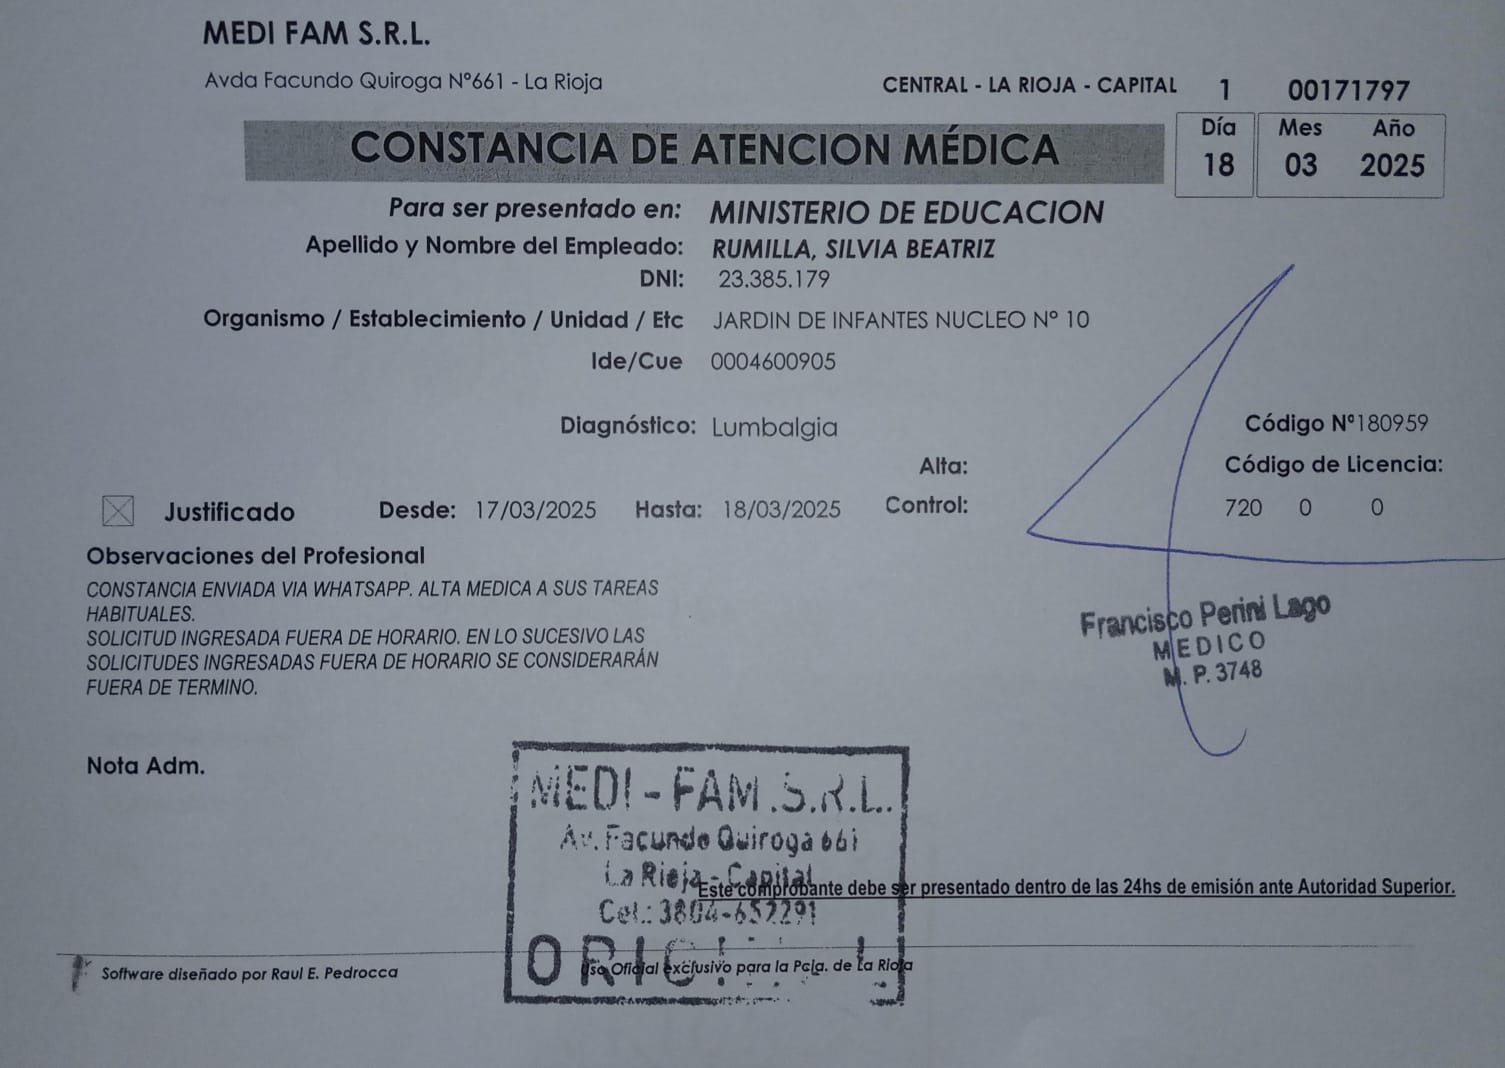 MEDI FAM S.R.L.
Avda Facundo Quiroga Nº661 - La Rioja
CENTRAL - LA RIOJA - CAPITAL 1 00171797
CONSTANCIA DE ATENCION MÉDICA
Día Mes Año
18 03 2025
Para ser presentado en: MINISTERIO DE EDUCACION
Apellido y Nombre del Empleado: RUMILLA, SILVIA BEATRIZ
DNI: 23.385.179
Organismo / Establecimiento / Unidad / Etc JARDIN DE INFANTES NUCLEO Nº 10
Ide/Cue 0004600905
Diagnóstico: Lumbalgia
Código Nº180959
Alta:
Código de Licencia:
Justificado Desde: 17/03/2025 Hasta: 18/03/2025 Control:
720 0 0
Observaciones del Profesional
CONSTANCIA ENVIADA VIA WHATSAPP. ALTA MEDICA A SUS TAREAS
HABITUALES.
SOLICITUD INGRESADA FUERA DE HORARIO. EN LO SUCESIVO LAS
SOLICITUDES INGRESADAS FUERA DE HORARIO SE CONSIDERARÁN
FUERA DE TERMINO.
Francisco Perini Lago
MEDICO
M. P. 3748
Nota Adm.
MEDI-FAM.S.R.L.
Av. Facundo Quiroga 661
La Rioja - Capital
Cel.: 3804-657291
ORIGINAL
Este comprobante debe ser presentado dentro de las 24hs de emisión ante Autoridad Superior.
Software diseñado por Raul E. Pedrocca
Uso Oficial exclusivo para la Pcia. de La Rioja